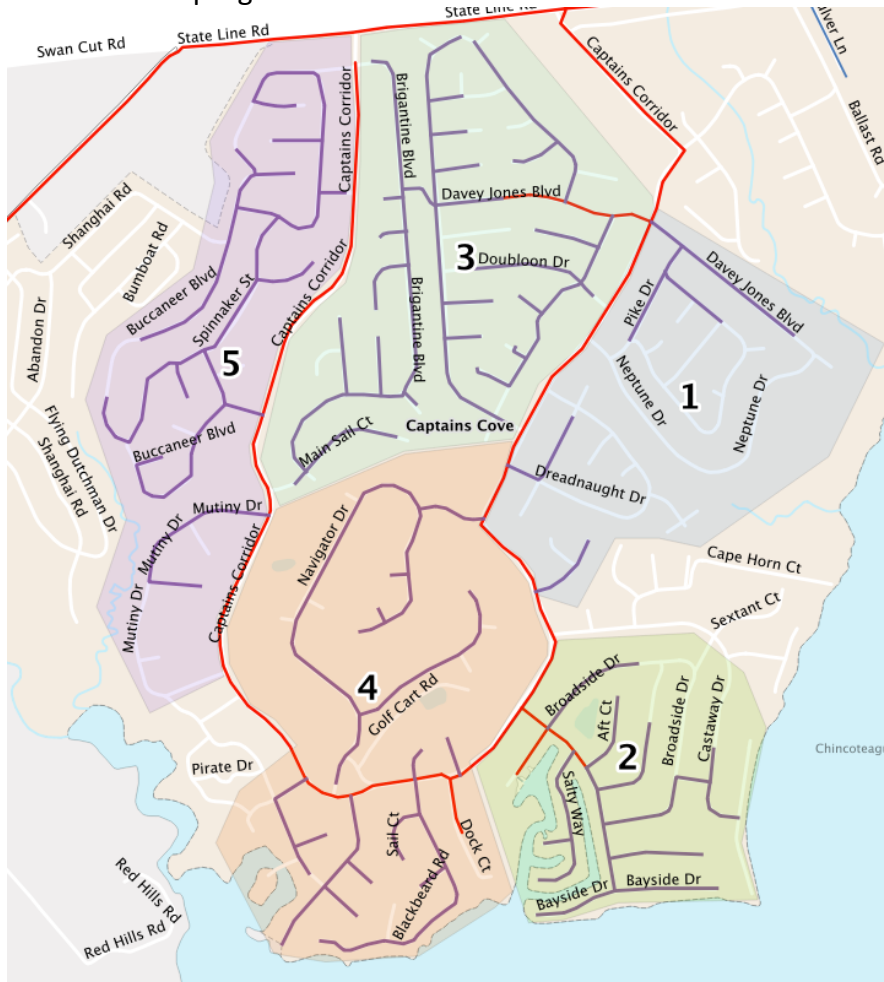 State Line Rd
State Line Rd
Swan Cut Rd
Captains Corridor
Ballast Rd
Captains Corridor
Brigantine Blvd
Shanghai Rd
Bumboat Rd
Davey Jones Blvd
3
Doubloon Dr
Davey Jones Blvd
Buccaneer Blvd
Spinnaker St
Captains Corridor
Pike Dr
Abandon Dr
5
Brigantine Blvd
Neptune Dr
1
Neptune Dr
Flying Dutchman Dr
Shanghai Rd
Buccaneer Blvd
Main Sail Ct
Captains Cove
Dreadnaught Dr
Mutiny Dr
Mutiny Dr
Mutiny Dr
Captains Corridor
Navigator Dr
Cape Horn Ct
Sextant Ct
4
Golf Cart Rd
Broadside Dr
Aft Ct
Broadside Dr
Castaway Dr
2
Pirate Dr
Salty Way
Sail Ct
Dock Ct
Blackbeard Rd
Bayside Dr
Bayside Dr
Red Hills Rd
Red Hills Rd